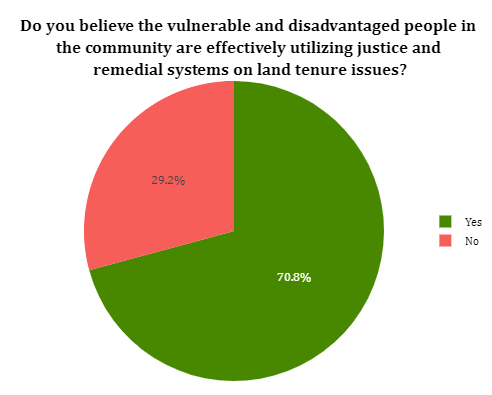 Do you believe the vulnerable and disadvantaged people in
the community are effectively utilizing justice and
remedial systems on land tenure issues?
29.2%
70.8%
Yes
No